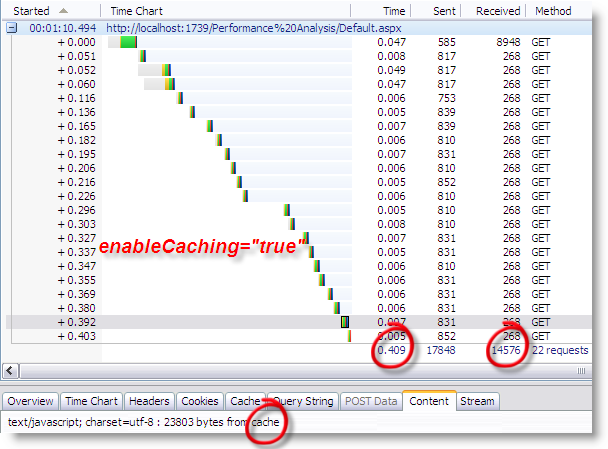 Started Time Chart Time Sent Received Method
00:01:10.494 http://localhost:1739/Performance%20Analysis/Default.aspx
+ 0.000 0.047 585 8948 GET
+ 0.051 0.008 817 268 GET
+ 0.052 0.049 817 268 GET
+ 0.060 0.047 817 268 GET
+ 0.116 0.006 753 268 GET
+ 0.136 0.005 839 268 GET
+ 0.165 0.007 839 268 GET
+ 0.182 0.006 810 268 GET
+ 0.195 0.007 831 268 GET
+ 0.206 0.006 810 268 GET
+ 0.216 0.005 852 268 GET
+ 0.226 0.006 810 268 GET
+ 0.296 0.006 810 268 GET
+ 0.303 0.008 810 268 GET
+ 0.327 0.007 831 268 GET
enableCaching="true"
+ 0.337 0.005 831 268 GET
+ 0.347 0.006 810 268 GET
+ 0.355 0.006 831 268 GET
+ 0.369 0.006 831 268 GET
+ 0.380 0.006 831 268 GET
+ 0.392 0.007 831 268 GET
+ 0.403 0.005 852 268 GET
0.409 17848 14576 22 requests
Overview Time Chart Headers Cookies Cache Query String POST Data Content Stream
text/javascript; charset=utf-8 : 23803 bytes from cache